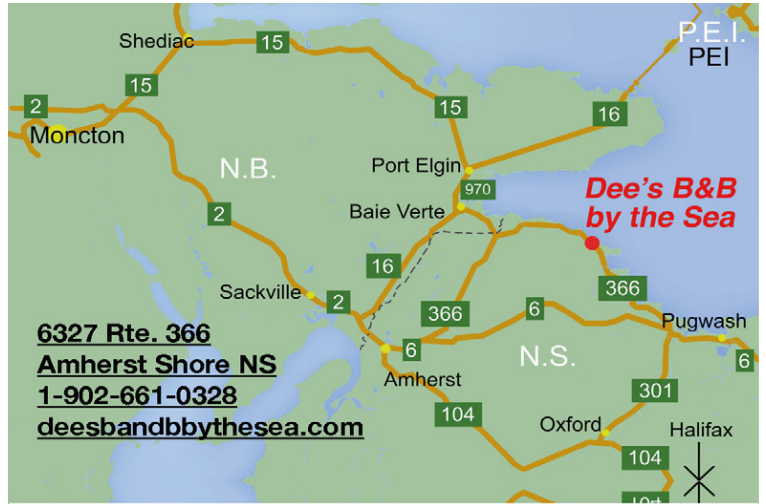 P.E.I.
PEI
Shediac
15
15
2
15
16
Moncton
N.B.
Port Elgin
970
Dee's B&B
by the Sea
Baie Verte
2
16
366
Sackville
2
366
6
Pugwash
6327 Rte. 366
Amherst Shore NS
1-902-661-0328
deesbandbbythesea.com
6
N.S.
6
Amherst
301
104
Oxford
Halifax
104